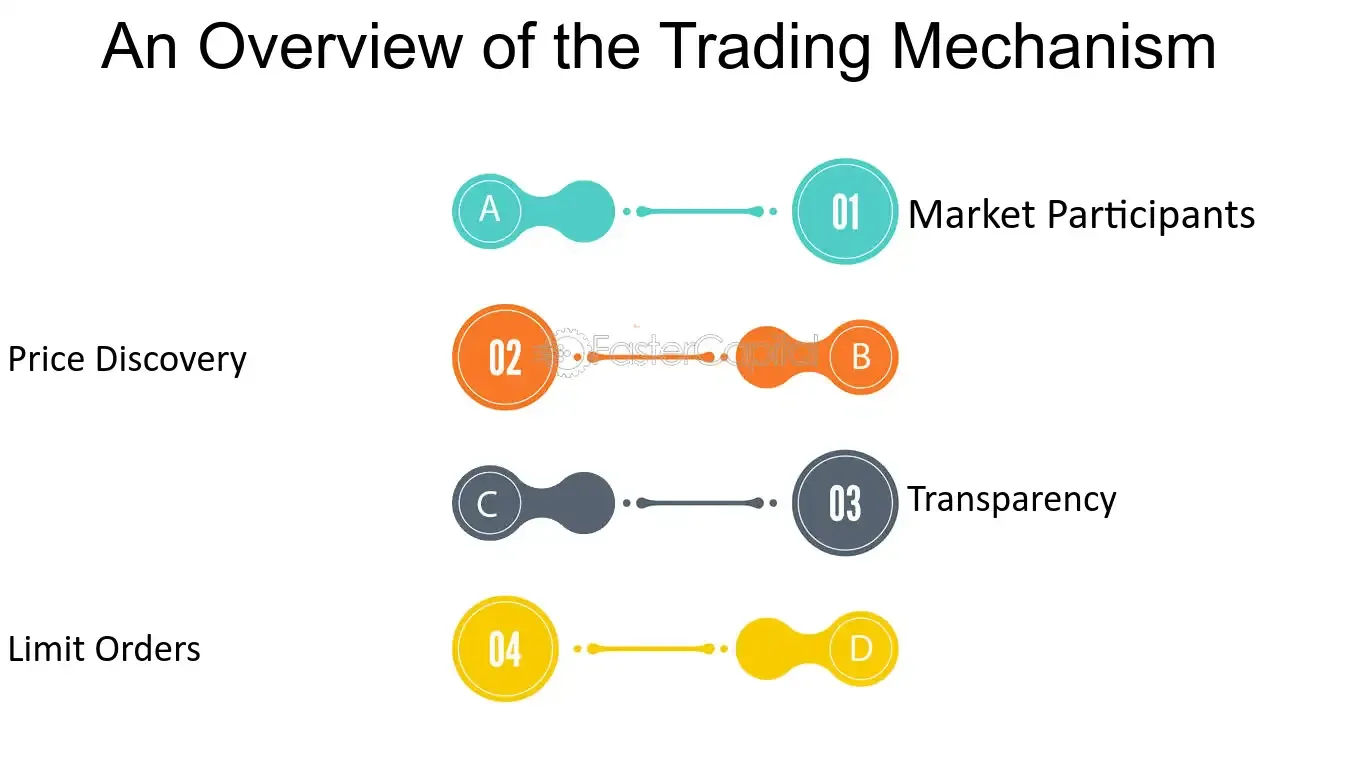 An Overview of the Trading Mechanism
A 01 Market Participants
Price Discovery 02 FasterCapital B
C 03 Transparency
Limit Orders 04 D